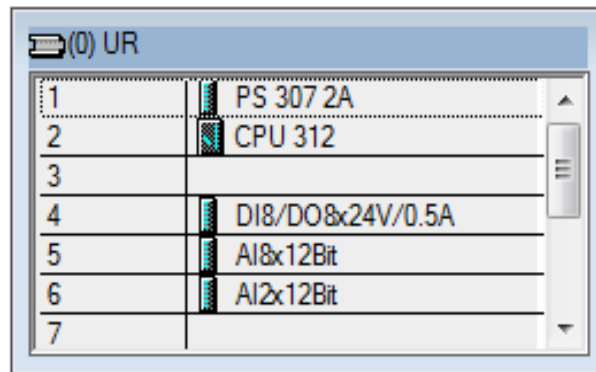 (0) UR
1 PS 307 2A
2 CPU 312
3
4 DI8/DO8x24V/0.5A
5 AI8x12Bit
6 AI2x12Bit
7